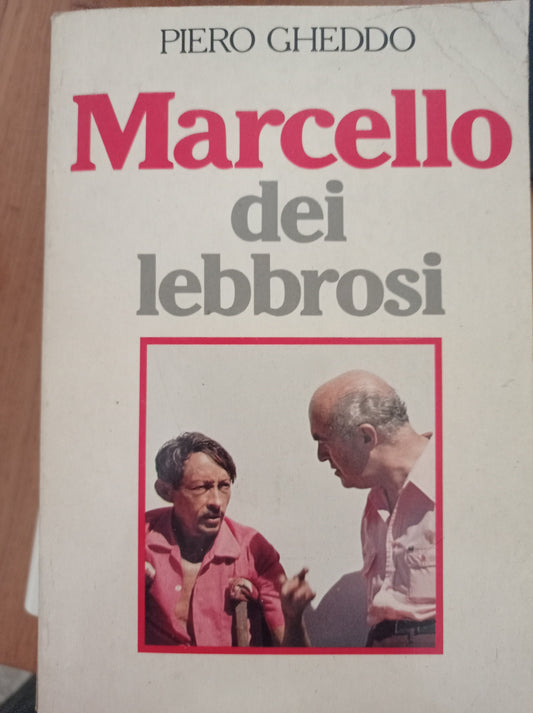 PIERO GHEDDO
Marcello
dei
lebbrosi